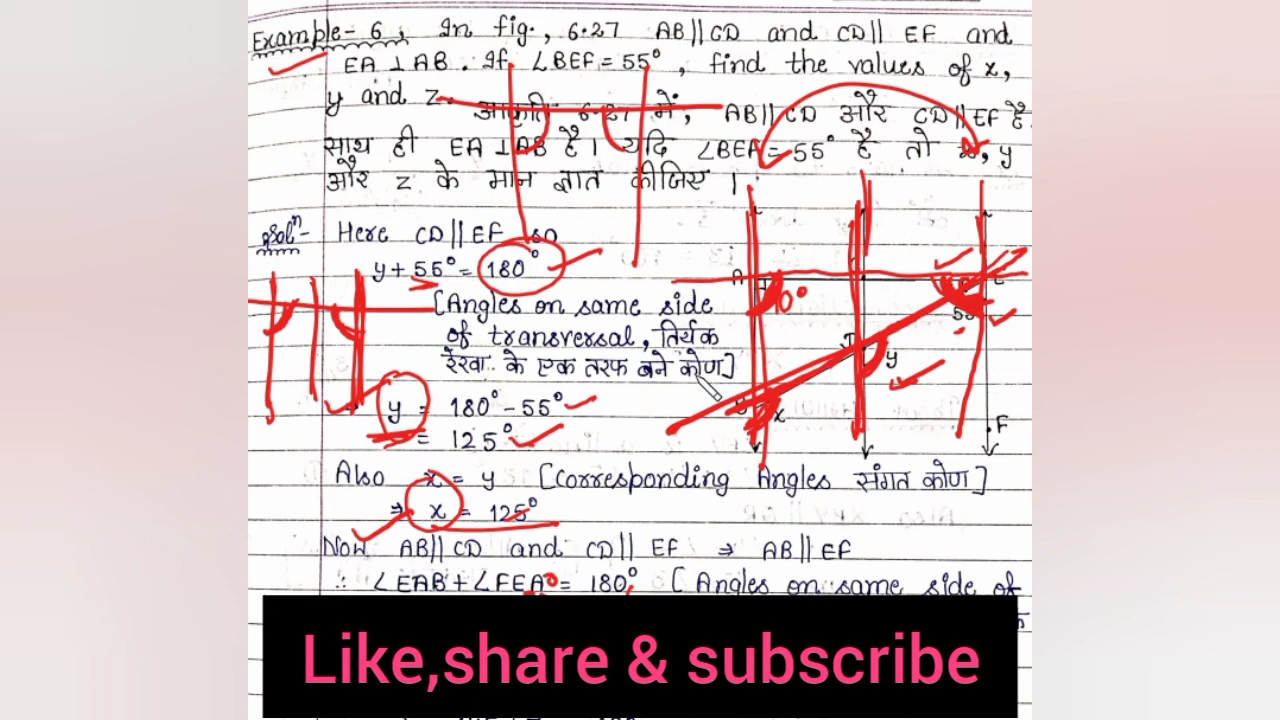 Example-6, In fig., 6.27 AB||CD and CD|| EF and
EA ⊥ AB. If ∠BEF = 55°, find the values of x,
y and z. आकृति 6.27 में, AB||CD और CD||EF है
साथ ही EA ⊥ AB है। यदि ∠BEA = 55° है तो x, y
और z के मान ज्ञात कीजिए।
Solⁿ- Here CD||EF so
y + 55° = 180°
[Angles on same side
of transversal, तिर्यक
रेखा के एक तरफ बने कोण]
y = 180° - 55°
= 125°
A
90°
55
y
x
F
Also x = y [Corresponding Angles संगत कोण]
⇒ x = 125°
Now AB||CD and CD|| EF ⇒ AB||EF
∴ ∠EAB + ∠FEA = 180° [Angles on same side of
Like,share & subscribe